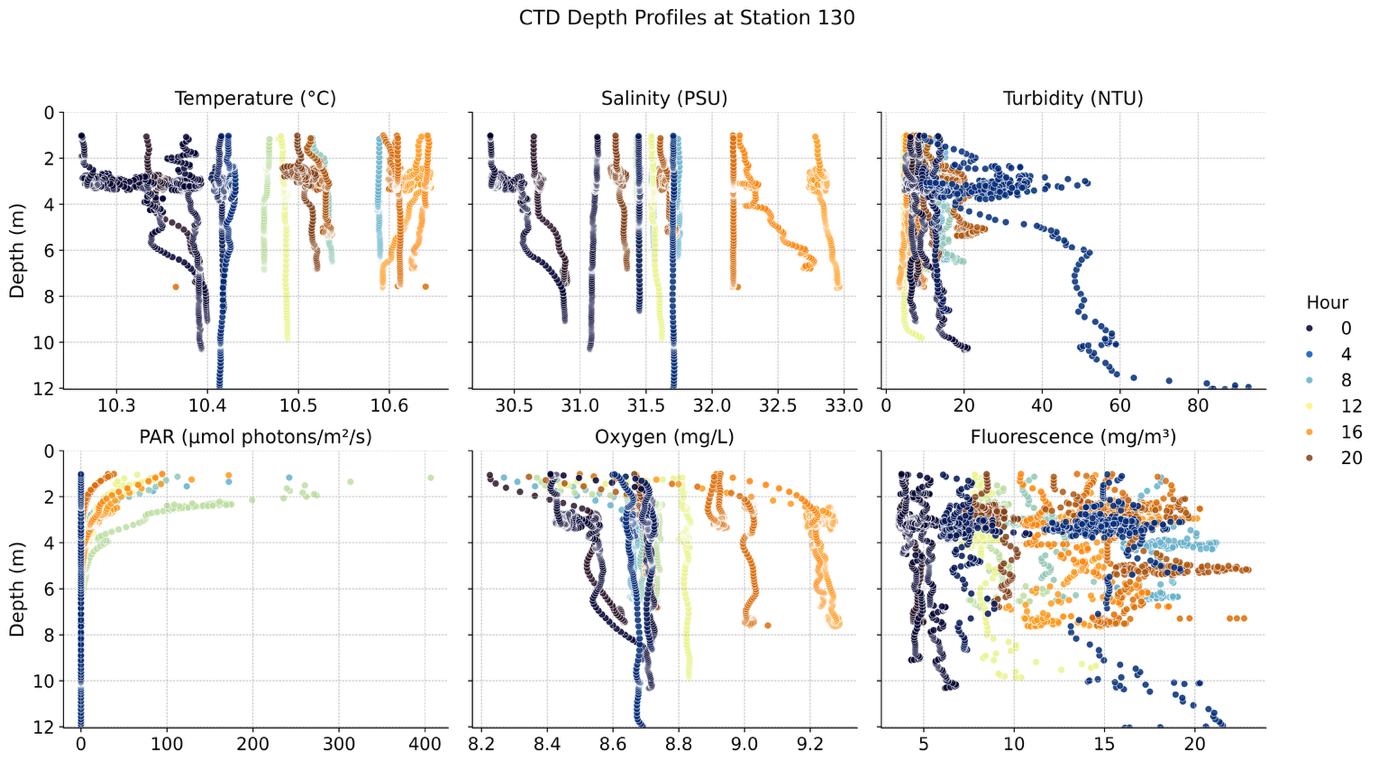 CTD Depth Profiles at Station 130
Temperature (°C)
Salinity (PSU)
Turbidity (NTU)
Depth (m)
0
2
4
6
8
10
12
10.3 10.4 10.5 10.6
30.5 31.0 31.5 32.0 32.5 33.0
0 20 40 60 80
Hour
0
4
8
12
16
20
PAR (μmol photons/m²/s)
Oxygen (mg/L)
Fluorescence (mg/m³)
Depth (m)
0
2
4
6
8
10
12
0 100 200 300 400
8.2 8.4 8.6 8.8 9.0 9.2
5 10 15 20